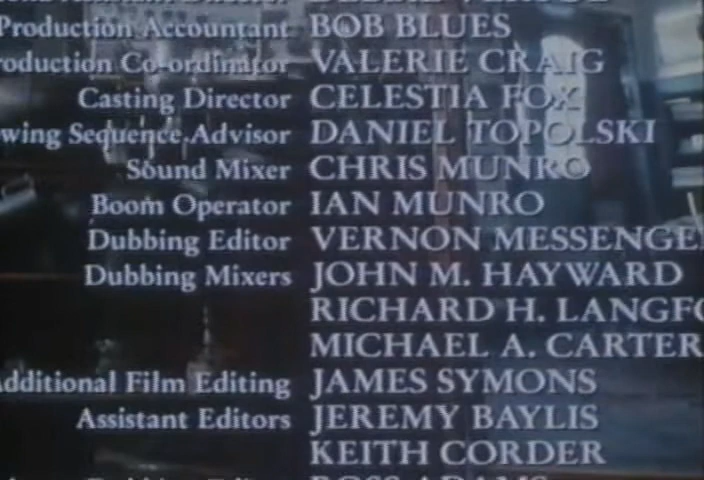 Production Accountant BOB BLUES
roduction Co-ordinator VALERIE CRAIG
Casting Director CELESTIA FOX
wing Sequence Advisor DANIEL TOPOLSKI
Sound Mixer CHRIS MUNRO
Boom Operator IAN MUNRO
Dubbing Editor VERNON MESSENGE
Dubbing Mixers JOHN M. HAYWARD
RICHARD H. LANGFO
MICHAEL A. CARTER
dditional Film Editing JAMES SYMONS
Assistant Editors JEREMY BAYLIS
KEITH CORDER